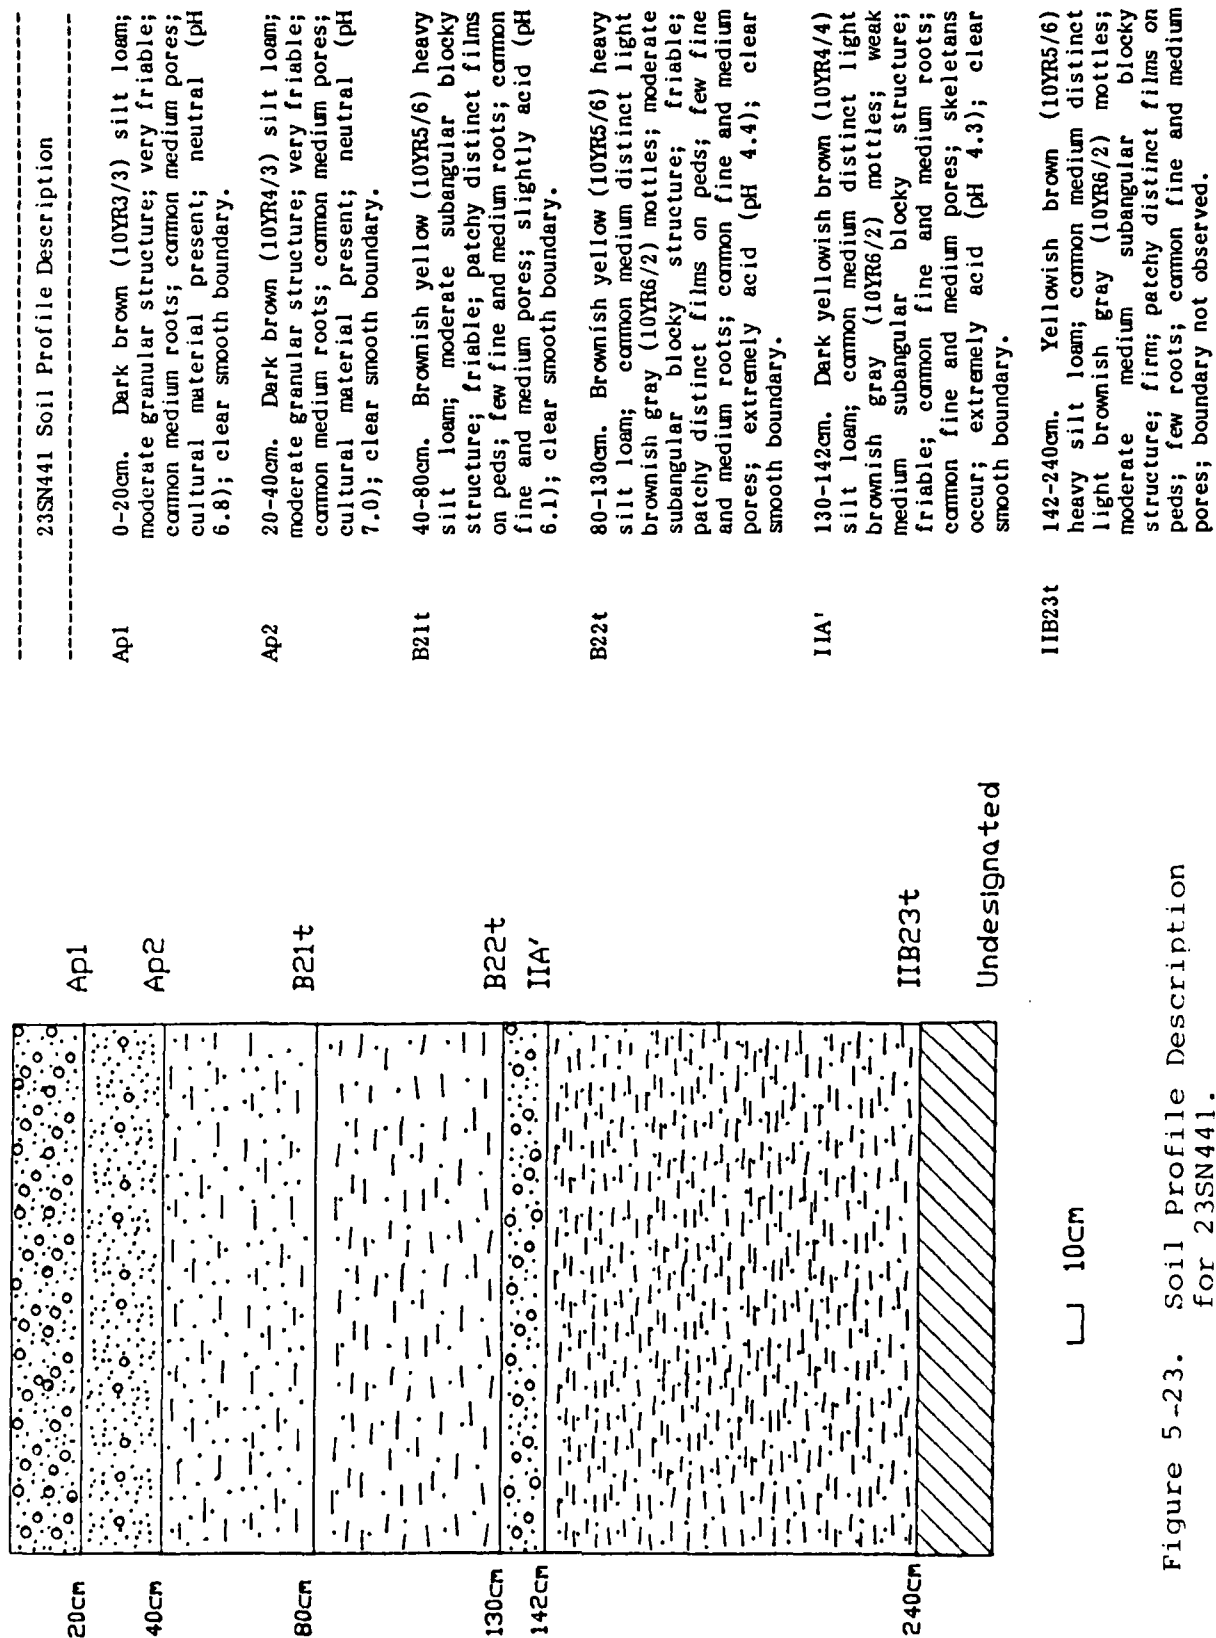 -----------------------------------------
23SN441 Soil Profile Description
-----------------------------------------
Ap1 0-20cm. Dark brown (10YR3/3) silt loam;
moderate granular structure; very friable;
common medium roots; common medium pores;
cultural material present; neutral (pH
6.8); clear smooth boundary.
Ap2 20-40cm. Dark brown (10YR4/3) silt loam;
moderate granular structure; very friable;
common medium roots; common medium pores;
cultural material present; neutral (pH
7.0); clear smooth boundary.
B21t 40-80cm. Brownish yellow (10YR5/6) heavy
silt loam; moderate subangular blocky
structure; friable; patchy distinct films
on peds; few fine and medium roots; common
fine and medium pores; slightly acid (pH
6.1); clear smooth boundary.
B22t 80-130cm. Brownish yellow (10YR5/6) heavy
silt loam; common medium distinct light
brownish gray (10YR6/2) mottles; moderate
subangular blocky structure; friable;
patchy distinct films on peds; few fine
and medium roots; common fine and medium
pores; extremely acid (pH 4.4); clear
smooth boundary.
IIA' 130-142cm. Dark yellowish brown (10YR4/4)
silt loam; common medium distinct light
brownish gray (10YR6/2) mottles; weak
medium subangular blocky structure;
friable; common fine and medium roots;
common fine and medium pores; skeletans
occur; extremely acid (pH 4.3); clear
smooth boundary.
IIB23t 142-240cm. Yellowish brown (10YR5/6)
heavy silt loam; common medium distinct
light brownish gray (10YR6/2) mottles;
moderate medium subangular blocky
structure; firm; patchy distinct films on
peds; few roots; common fine and medium
pores; boundary not observed.
20cm Ap1
40cm Ap2
80cm B21t
130cm B22t
142cm IIA'
240cm IIB23t
Undesignated
10cm
Figure 5-23. Soil Profile Description
for 23SN441.